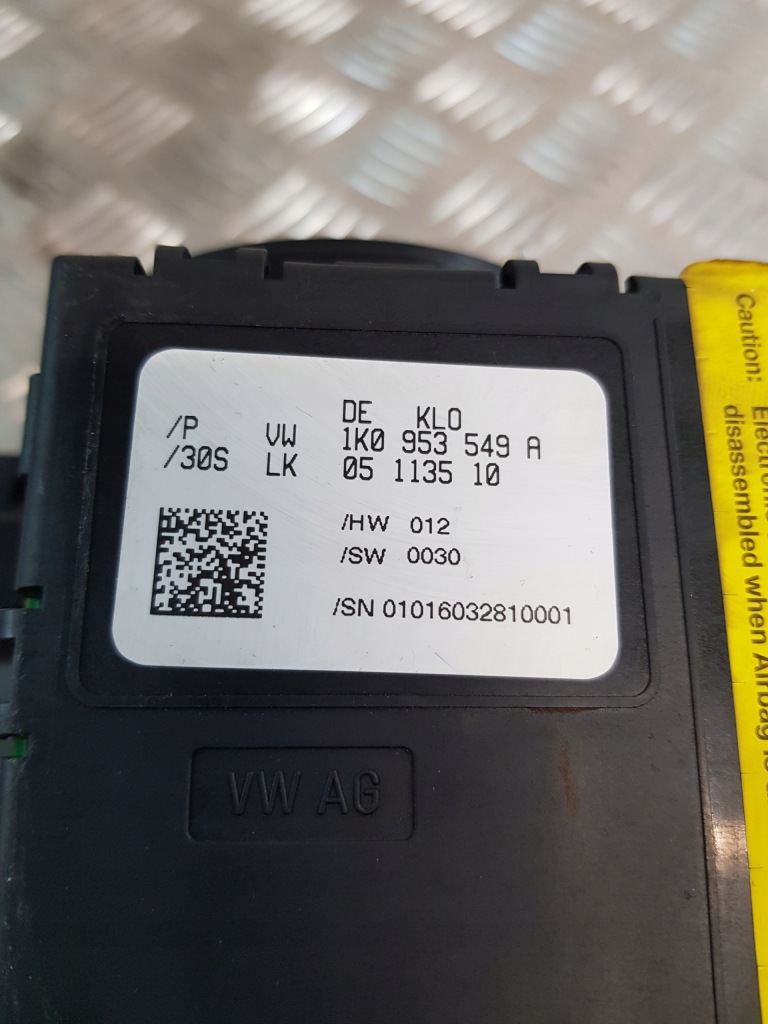 DE KLO
/P VW 1K0 953 549 A
/30S LK 05 1135 10
/HW 012
/SW 0030
/SN 01016032810001
VW AG
Caution:
disassembled when Airbag is